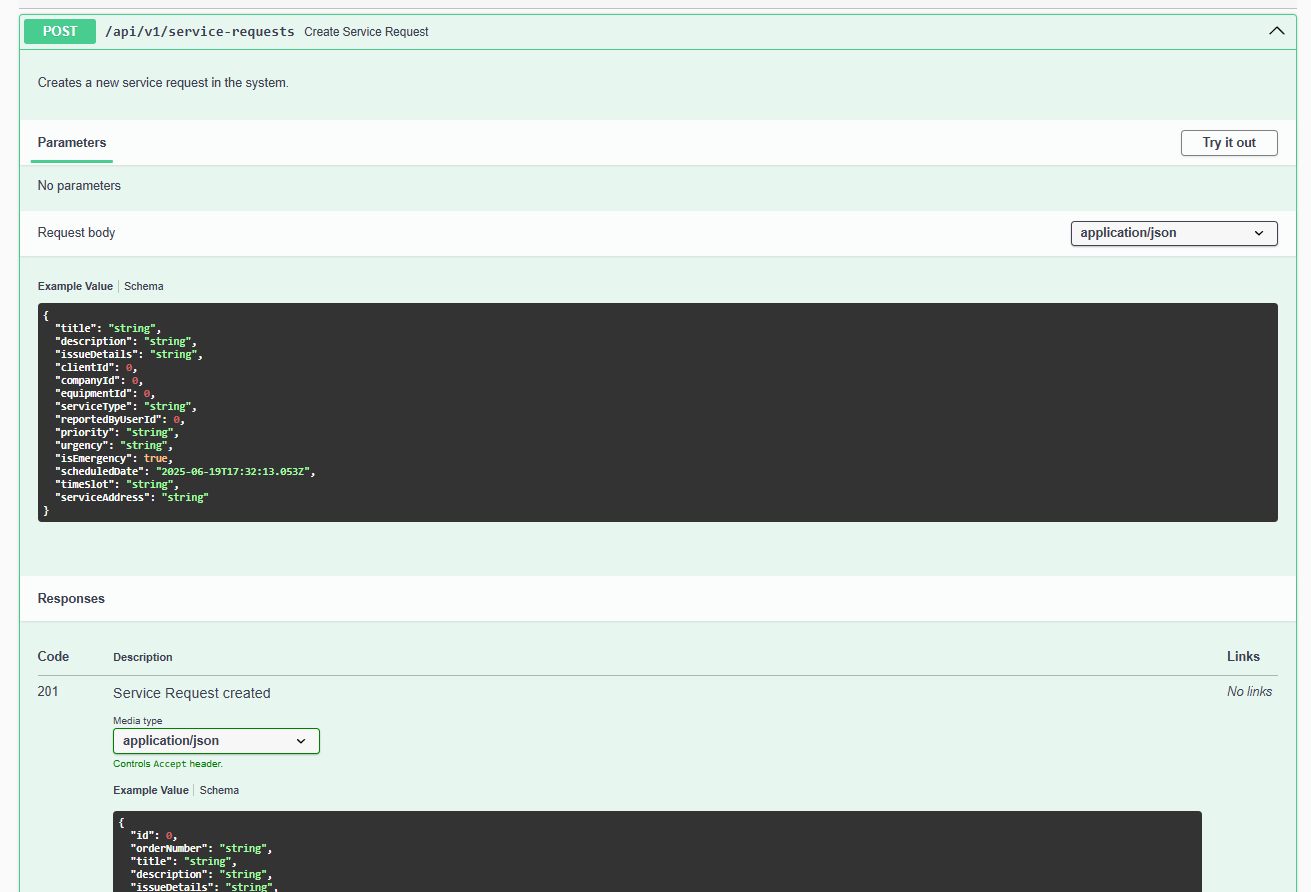 POST /api/v1/service-requests Create Service Request
Creates a new service request in the system.
Parameters
Try it out
No parameters
Request body
application/json
Example Value Schema
{
  "title": "string",
  "description": "string",
  "issueDetails": "string",
  "clientId": 0,
  "companyId": 0,
  "equipmentId": 0,
  "serviceType": "string",
  "reportedByUserId": 0,
  "priority": "string",
  "urgency": "string",
  "isEmergency": true,
  "scheduledDate": "2025-06-19T17:32:13.053Z",
  "timeSlot": "string",
  "serviceAddress": "string"
}
Responses
Code Description Links
201 Service Request created No links
Media type
application/json
Controls Accept header.
Example Value Schema
{
  "id": 0,
  "orderNumber": "string",
  "title": "string",
  "description": "string",
  "issueDetails": "string",